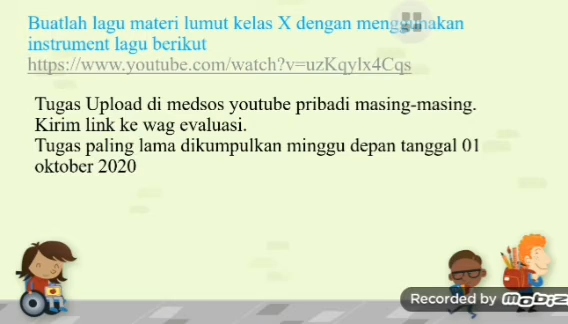 Buatlah lagu materi lumut kelas X dengan menggunakan
instrument lagu berikut
https://www.youtube.com/watch?v=uzKqylx4Cqs
Tugas Upload di medsos youtube pribadi masing-masing.
Kirim link ke wag evaluasi.
Tugas paling lama dikumpulkan minggu depan tanggal 01
oktober 2020
Recorded by